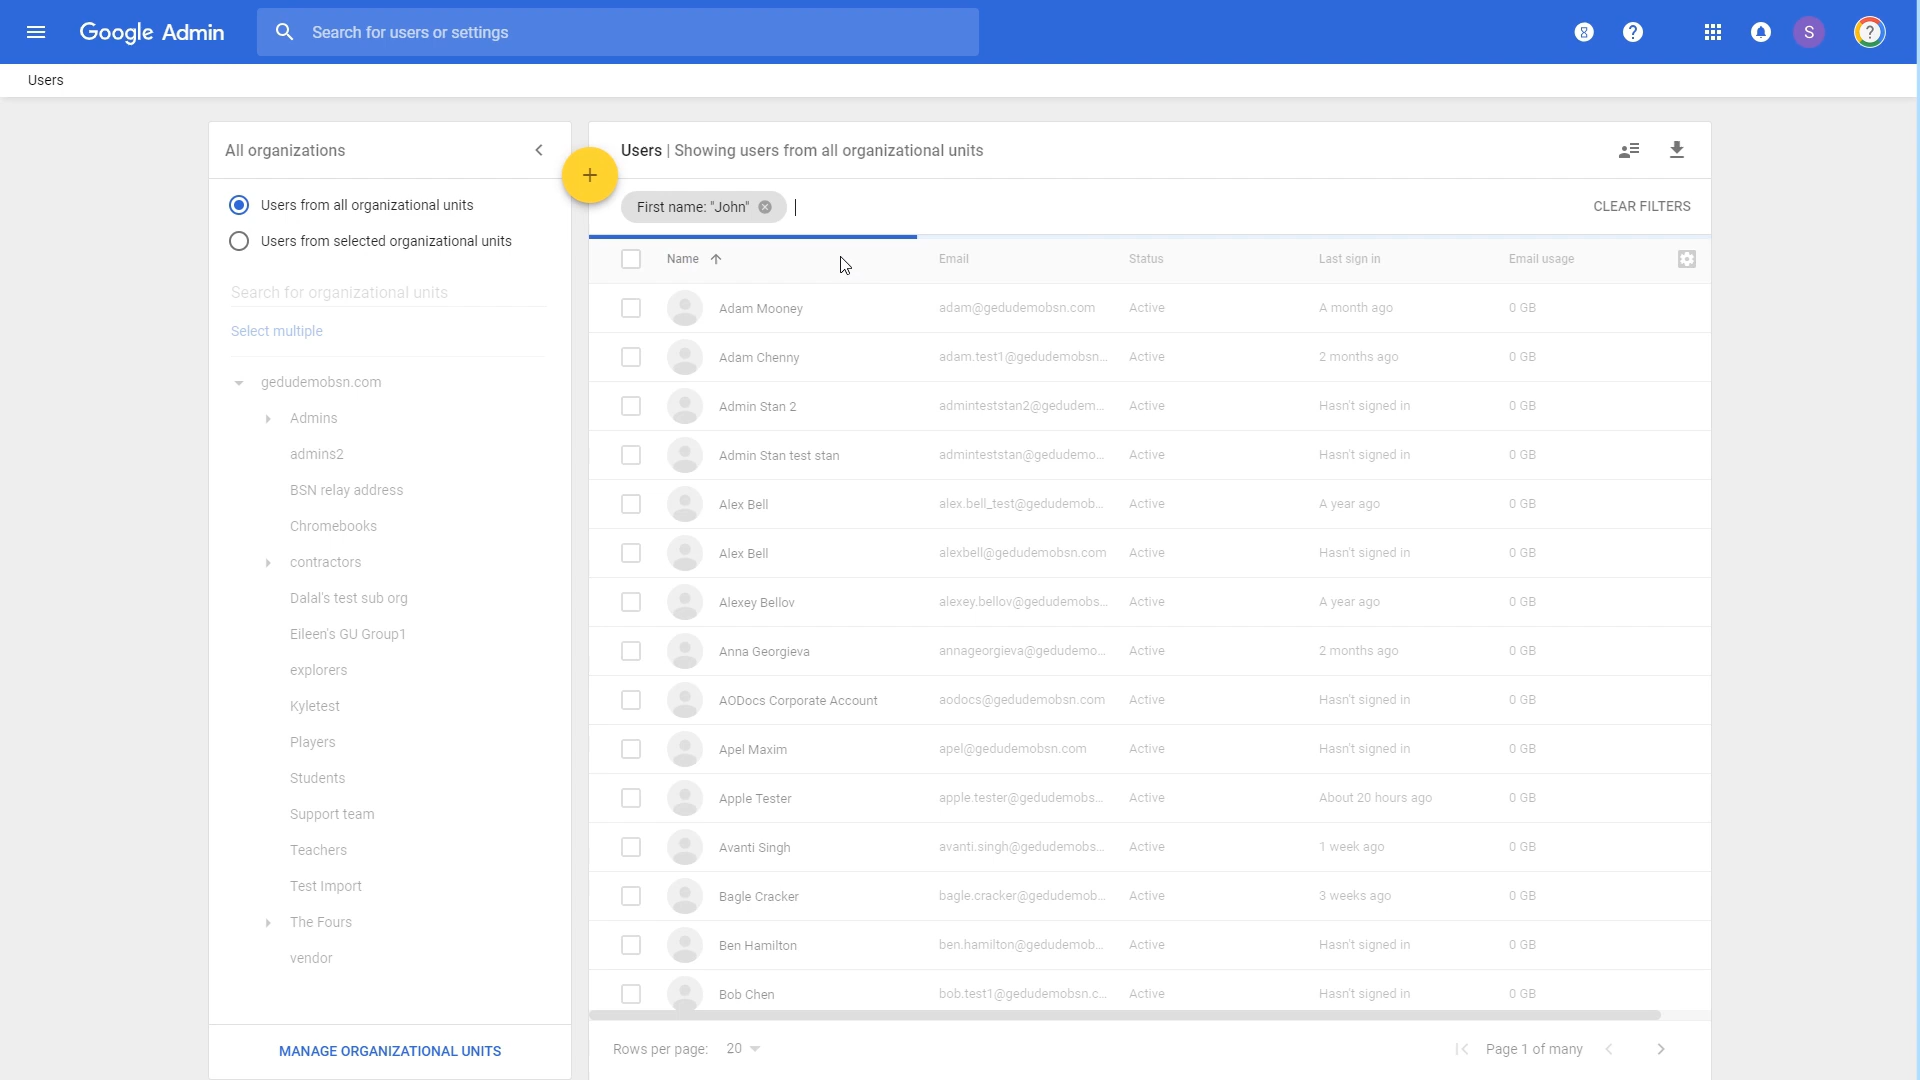 Google Admin
Search for users or settings
S
Users
All organizations
Users from all organizational units
Users from selected organizational units
Search for organizational units
Select multiple
gedudemobsn.com
Admins
admins2
BSN relay address
Chromebooks
contractors
Dalal's test sub org
Eileen's GU Group1
explorers
Kyletest
Players
Students
Support team
Teachers
Test Import
The Fours
vendor
MANAGE ORGANIZATIONAL UNITS
Users | Showing users from all organizational units
First name: "John"
CLEAR FILTERS
Name Email Status Last sign in Email usage
Adam Mooney adam@gedudemobsn.com Active A month ago 0 GB
Adam Chenny adam.test1@gedudemobsn... Active 2 months ago 0 GB
Admin Stan 2 adminteststan2@gedudem... Active Hasn't signed in 0 GB
Admin Stan test stan adminteststan@gedudemo... Active Hasn't signed in 0 GB
Alex Bell alex.bell_test@gedudemob... Active A year ago 0 GB
Alex Bell alexbell@gedudemobsn.com Active Hasn't signed in 0 GB
Alexey Bellov alexey.bellov@gedudemobs... Active A year ago 0 GB
Anna Georgieva annageorgieva@gedudemo... Active 2 months ago 0 GB
AODocs Corporate Account aodocs@gedudemobsn.com Active Hasn't signed in 0 GB
Apel Maxim apel@gedudemobsn.com Active Hasn't signed in 0 GB
Apple Tester apple.tester@gedudemobs... Active About 20 hours ago 0 GB
Avanti Singh avanti.singh@gedudemobs... Active 1 week ago 0 GB
Bagle Cracker bagle.cracker@gedudemob... Active 3 weeks ago 0 GB
Ben Hamilton ben.hamilton@gedudemob... Active Hasn't signed in 0 GB
Bob Chen bob.test1@gedudemobsn.c... Active Hasn't signed in 0 GB
Rows per page: 20 Page 1 of many